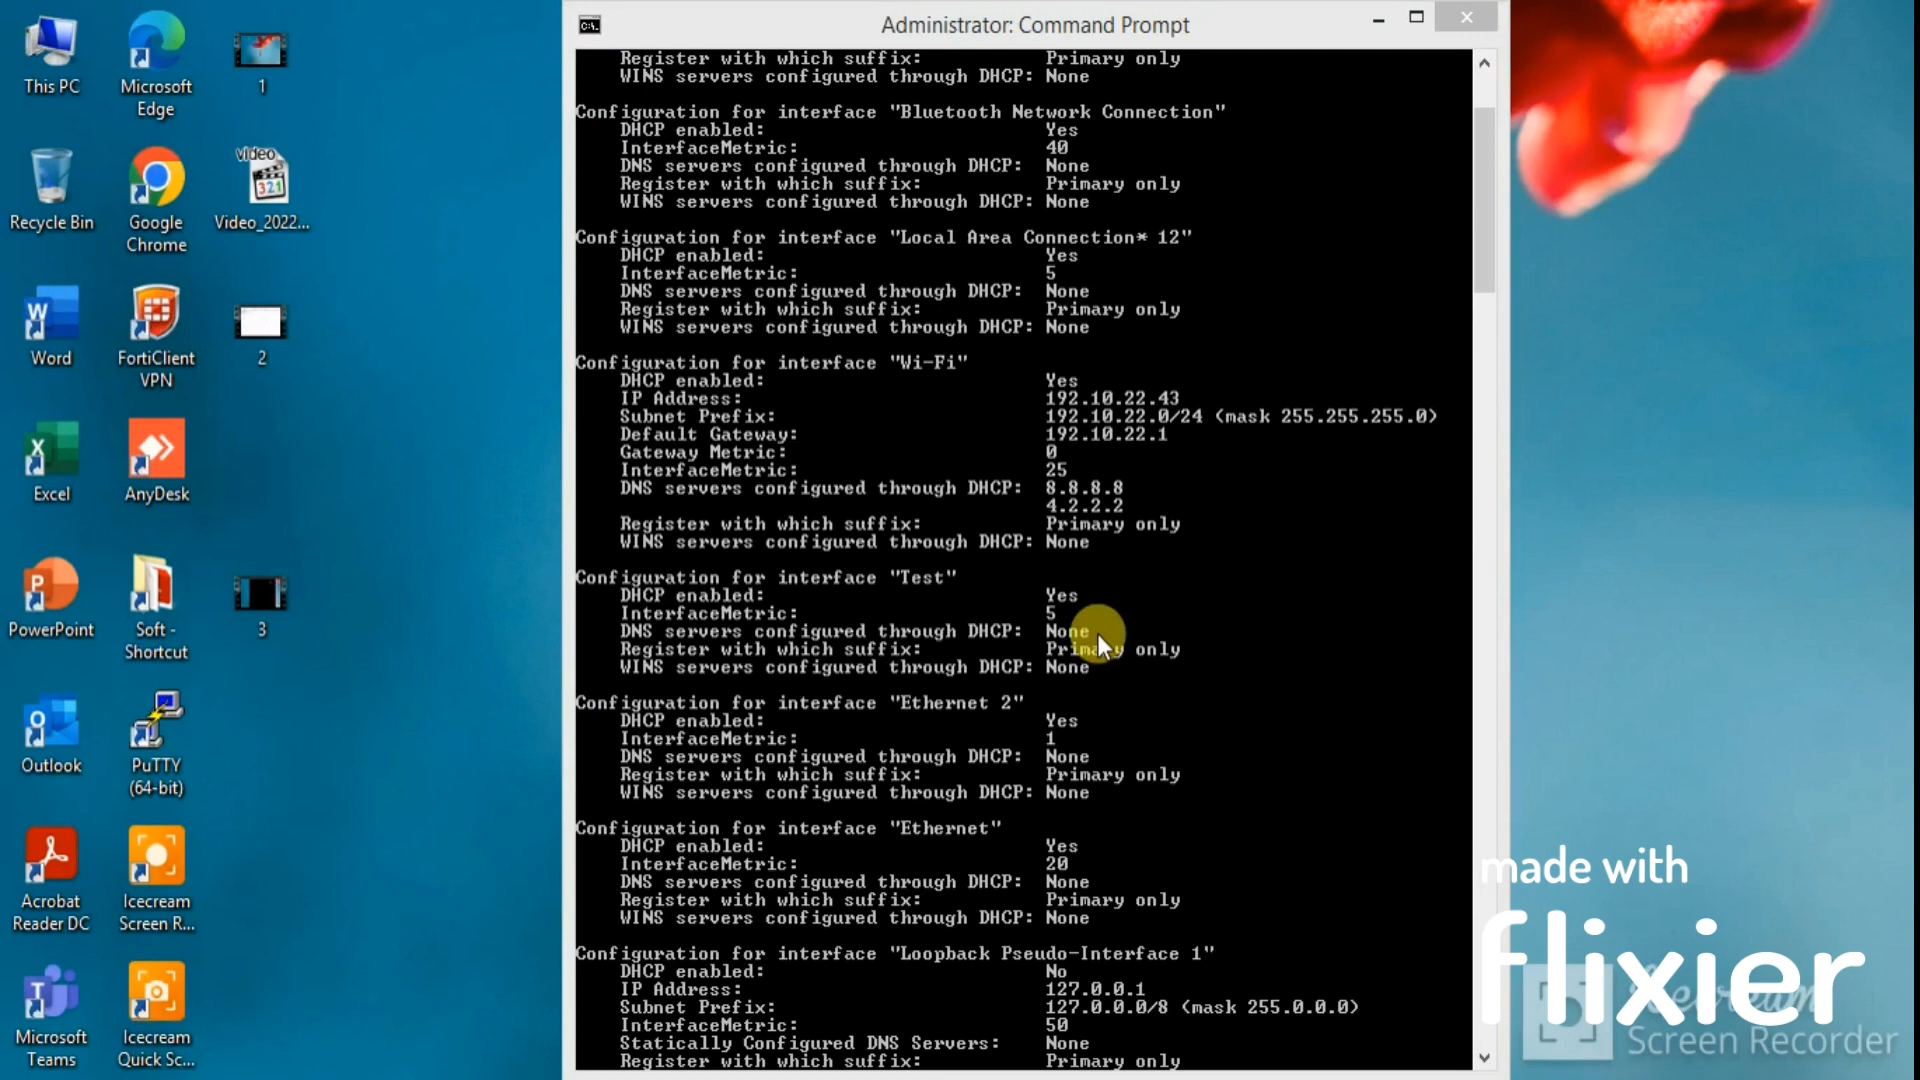 This PC
Microsoft
Edge
1
Recycle Bin
Google
Chrome
video
321
Video_2022...
Word
FortiClient
VPN
2
Excel
AnyDesk
PowerPoint
Soft -
Shortcut
3
Outlook
PuTTY
(64-bit)
Acrobat
Reader DC
Icecream
Screen R...
Microsoft
Teams
Icecream
Quick Sc...
Administrator: Command Prompt
Register with which suffix: Primary only
WINS servers configured through DHCP: None
Configuration for interface "Bluetooth Network Connection"
DHCP enabled: Yes
InterfaceMetric: 40
DNS servers configured through DHCP: None
Register with which suffix: Primary only
WINS servers configured through DHCP: None
Configuration for interface "Local Area Connection* 12"
DHCP enabled: Yes
InterfaceMetric: 5
DNS servers configured through DHCP: None
Register with which suffix: Primary only
WINS servers configured through DHCP: None
Configuration for interface "Wi-Fi"
DHCP enabled: Yes
IP Address: 192.10.22.43
Subnet Prefix: 192.10.22.0/24 (mask 255.255.255.0)
Default Gateway: 192.10.22.1
Gateway Metric: 0
InterfaceMetric: 25
DNS servers configured through DHCP: 8.8.8.8
4.2.2.2
Register with which suffix: Primary only
WINS servers configured through DHCP: None
Configuration for interface "Test"
DHCP enabled: Yes
InterfaceMetric: 5
DNS servers configured through DHCP: None
Register with which suffix: Primary only
WINS servers configured through DHCP: None
Configuration for interface "Ethernet 2"
DHCP enabled: Yes
InterfaceMetric: 1
DNS servers configured through DHCP: None
Register with which suffix: Primary only
WINS servers configured through DHCP: None
Configuration for interface "Ethernet"
DHCP enabled: Yes
InterfaceMetric: 20
DNS servers configured through DHCP: None
Register with which suffix: Primary only
WINS servers configured through DHCP: None
Configuration for interface "Loopback Pseudo-Interface 1"
DHCP enabled: No
IP Address: 127.0.0.1
Subnet Prefix: 127.0.0.0/8 (mask 255.0.0.0)
InterfaceMetric: 50
Statically Configured DNS Servers: None
Register with which suffix: Primary only
made with
flixier
Screen Recorder